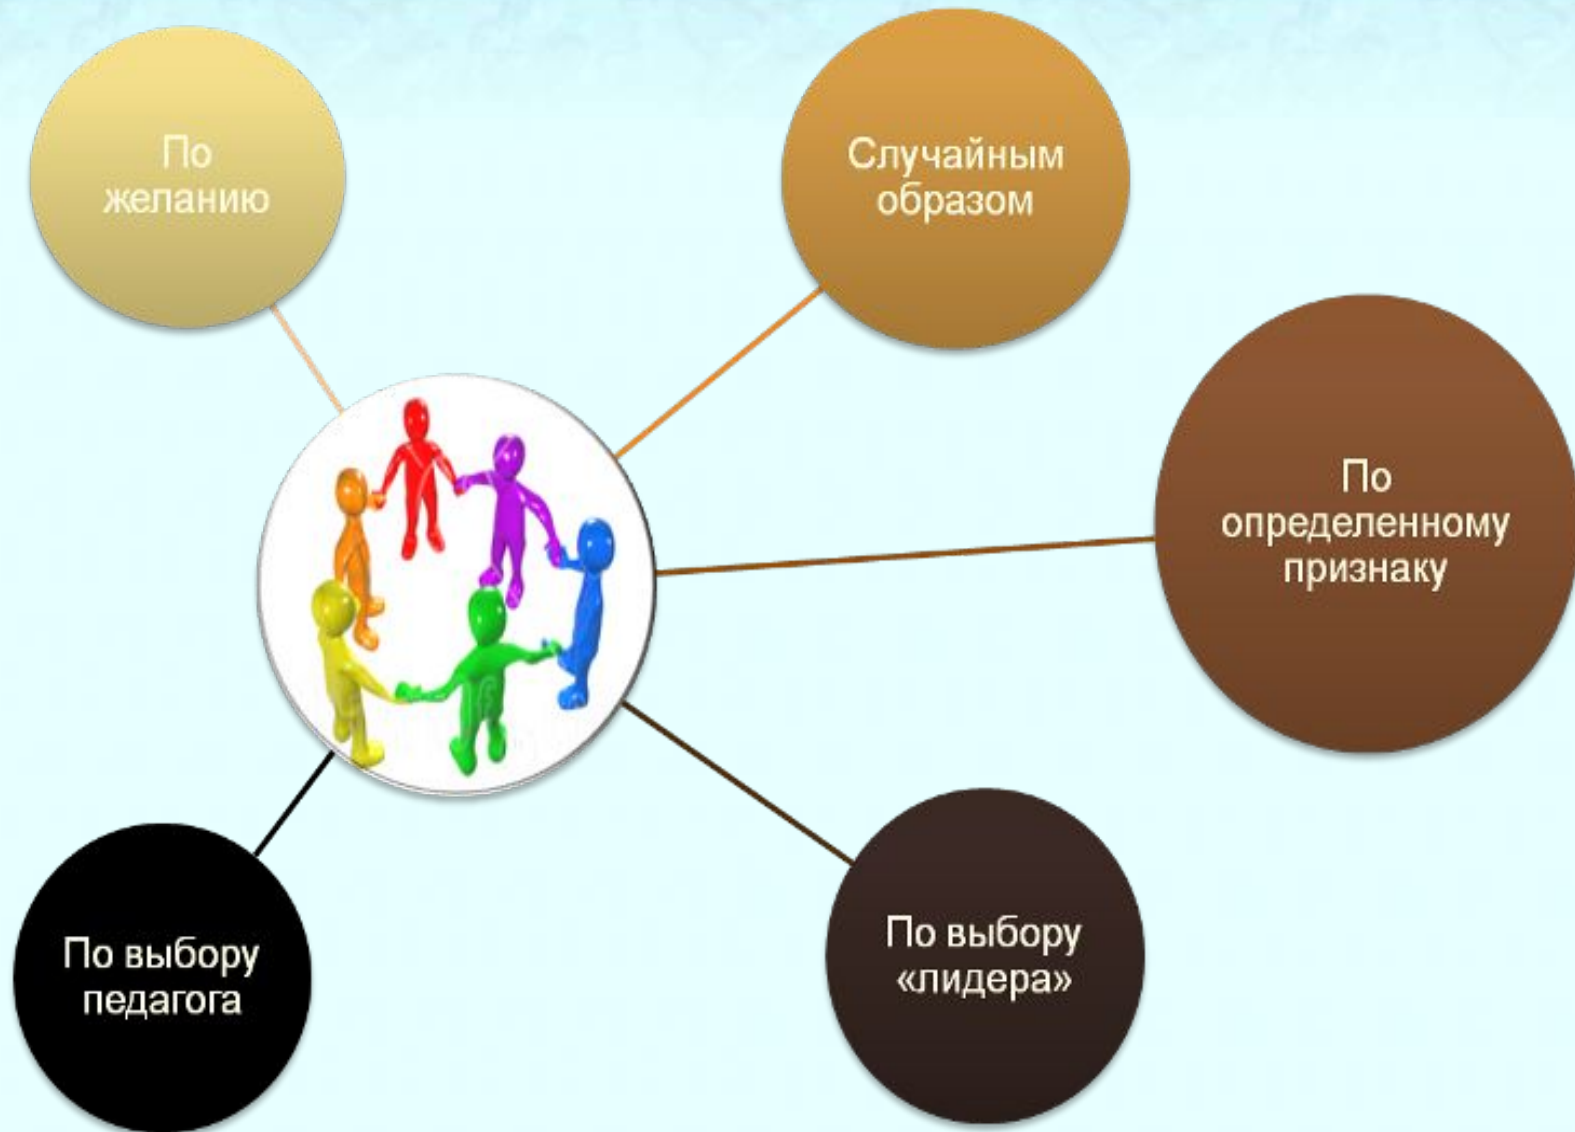 По
желанию
Случайным
образом
По
определенному
признаку
По выбору
«лидера»
По выбору
педагога